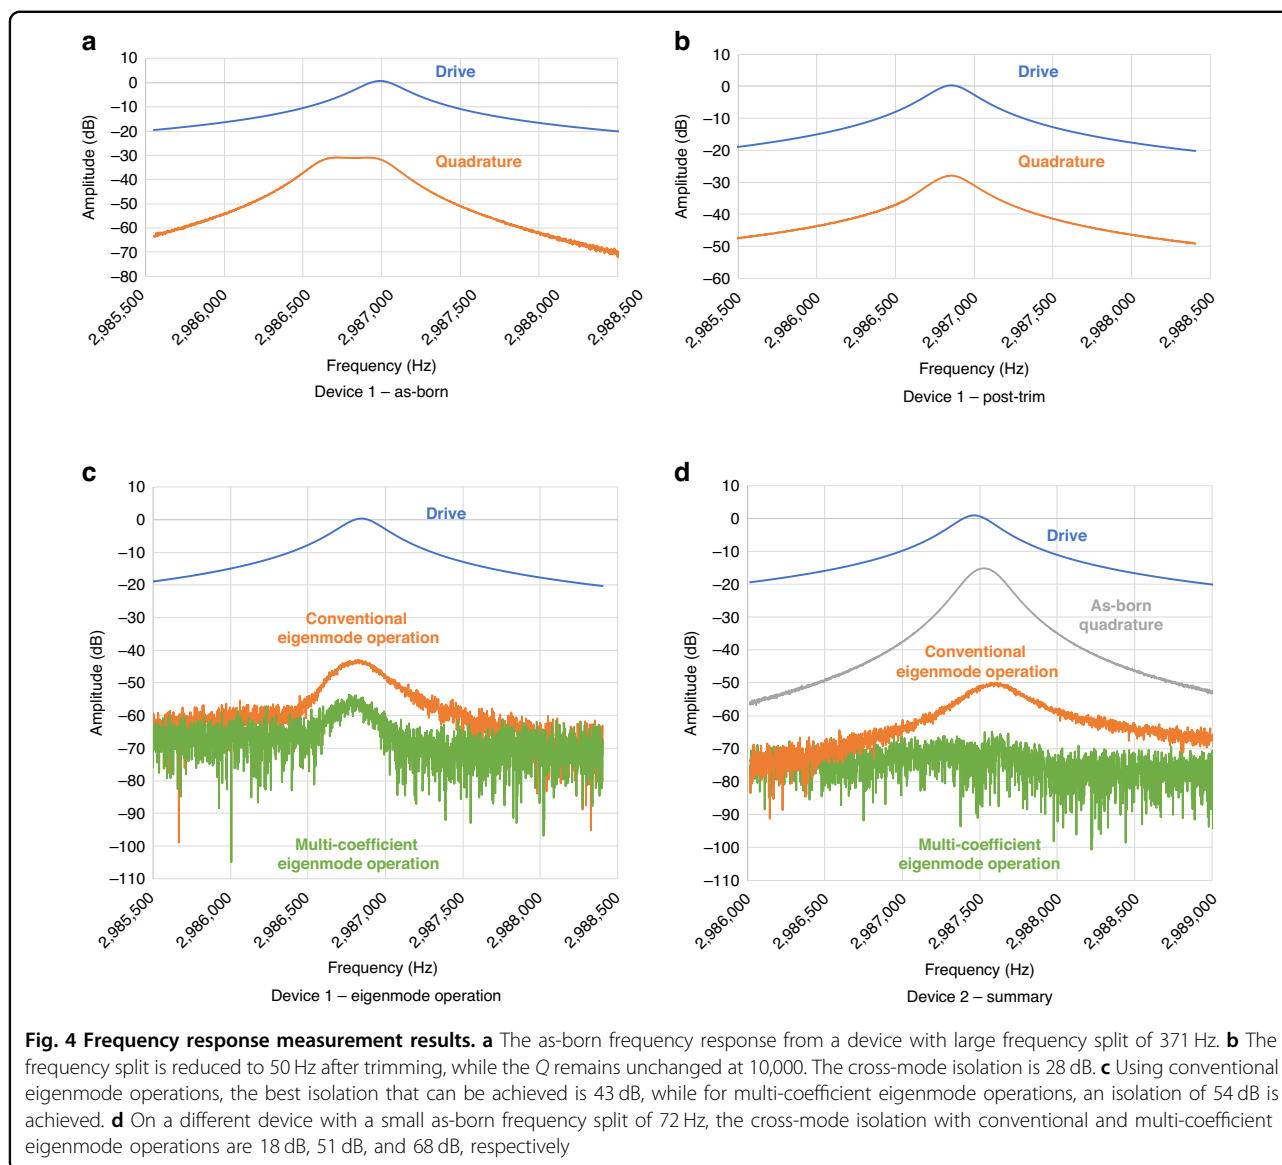 a
10
0
–10
–20
–30
–40
–50
–60
–70
–80
Amplitude (dB)
Drive
Quadrature
2,985,500
2,986,000
2,986,500
2,987,000
2,987,500
2,988,000
2,988,500
Frequency (Hz)
Device 1 – as-born
b
10
0
–10
–20
–30
–40
–50
–60
Amplitude (dB)
Drive
Quadrature
2,985,500
2,986,000
2,986,500
2,987,000
2,987,500
2,988,000
2,988,500
Frequency (Hz)
Device 1 – post-trim
c
10
0
–10
–20
–30
–40
–50
–60
–70
–80
–90
–100
–110
Amplitude (dB)
Drive
Conventional
eigenmode operation
Multi-coefficient
eigenmode operation
2,985,500
2,986,000
2,986,500
2,987,000
2,987,500
2,988,000
2,988,500
Frequency (Hz)
Device 1 – eigenmode operation
d
10
0
–10
–20
–30
–40
–50
–60
–70
–80
–90
–100
–110
Amplitude (dB)
Drive
As-born
quadrature
Conventional
eigenmode operation
Multi-coefficient
eigenmode operation
2,986,000
2,986,500
2,987,000
2,987,500
2,988,000
2,988,500
2,989,000
Frequency (Hz)
Device 2 – summary
Fig. 4 Frequency response measurement results. a The as-born frequency response from a device with large frequency split of 371 Hz. b The
frequency split is reduced to 50 Hz after trimming, while the Q remains unchanged at 10,000. The cross-mode isolation is 28 dB. c Using conventional
eigenmode operations, the best isolation that can be achieved is 43 dB, while for multi-coefficient eigenmode operations, an isolation of 54 dB is
achieved. d On a different device with a small as-born frequency split of 72 Hz, the cross-mode isolation with conventional and multi-coefficient
eigenmode operations are 18 dB, 51 dB, and 68 dB, respectively